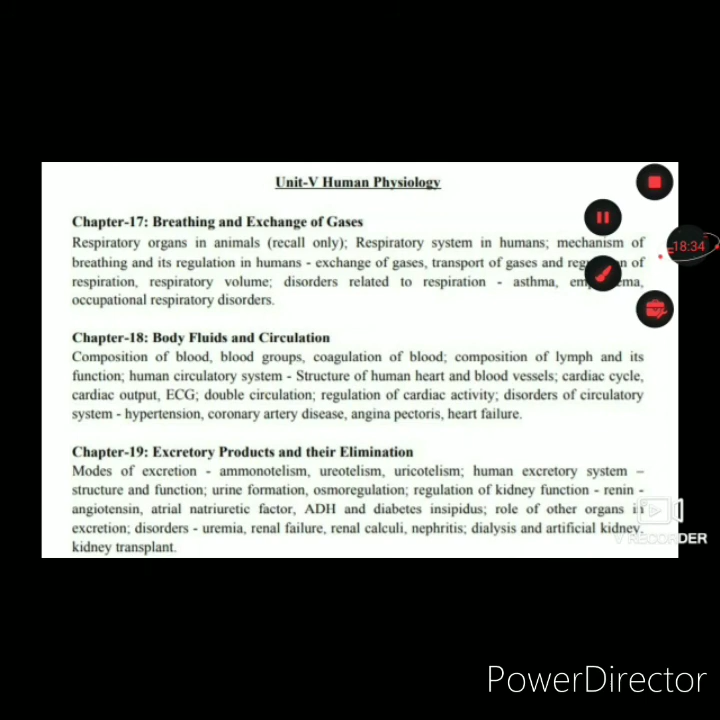 Unit-V Human Physiology
Chapter-17: Breathing and Exchange of Gases
Respiratory organs in animals (recall only); Respiratory system in humans; mechanism of
breathing and its regulation in humans - exchange of gases, transport of gases and of
respiration, respiratory volume; disorders related to respiration - asthma,
occupational respiratory disorders.
Chapter-18: Body Fluids and Circulation
Composition of blood, blood groups, coagulation of blood; composition of lymph and its
function; human circulatory system - Structure of human heart and blood vessels; cardiac cycle,
cardiac output, ECG; double circulation; regulation of cardiac activity; disorders of circulatory
system - hypertension, coronary artery disease, angina pectoris, heart failure.
Chapter-19: Excretory Products and their Elimination
Modes of excretion - ammonotelism, ureotelism, uricotelism; human excretory system –
structure and function; urine formation, osmoregulation; regulation of kidney function - renin -
angiotensin, atrial natriuretic factor, ADH and diabetes insipidus; role of other organs in
excretion; disorders - uremia, renal failure, renal calculi, nephritis; dialysis and artificial kidney,
kidney transplant.
18:34
V RECORDER
PowerDirector